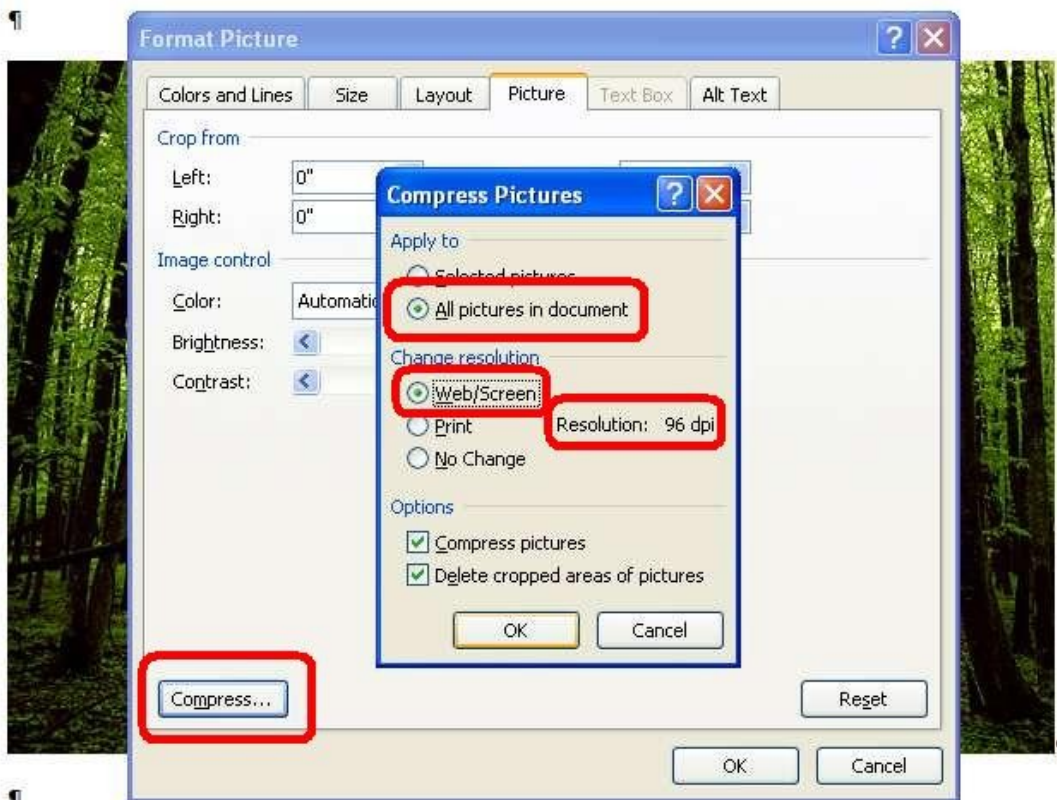 ¶
Format Picture
Colors and Lines Size Layout Picture Text Box Alt Text
Crop from
Left: 0"
Right: 0"
Image control
Color: Automatic
Brightness:
Contrast:
Compress Pictures
Apply to
Selected pictures
All pictures in document
Change resolution
Web/Screen
Print Resolution: 96 dpi
No Change
Options
Compress pictures
Delete cropped areas of pictures
OK Cancel
Compress... Reset
OK Cancel
¶